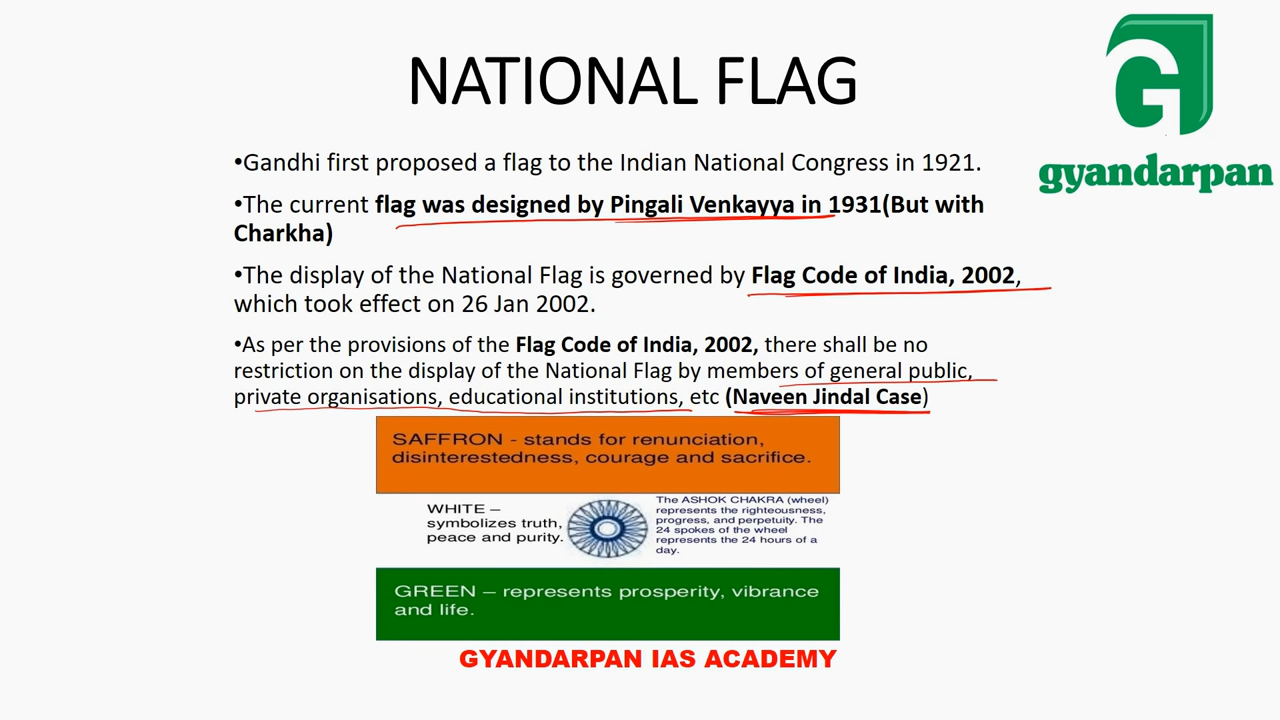 NATIONAL FLAG
G
gyandarpan
•Gandhi first proposed a flag to the Indian National Congress in 1921.
•The current flag was designed by Pingali Venkayya in 1931(But with
Charkha)
•The display of the National Flag is governed by Flag Code of India, 2002,
which took effect on 26 Jan 2002.
•As per the provisions of the Flag Code of India, 2002, there shall be no
restriction on the display of the National Flag by members of general public,
private organisations, educational institutions, etc (Naveen Jindal Case)
SAFFRON - stands for renunciation,
disinterestedness, courage and sacrifice.
WHITE –
symbolizes truth,
peace and purity.
The ASHOK CHAKRA (wheel)
represents the righteousness,
progress, and perpetuity. The
24 spokes of the wheel
represents the 24 hours of a
day.
GREEN – represents prosperity, vibrance
and life.
GYANDARPAN IAS ACADEMY